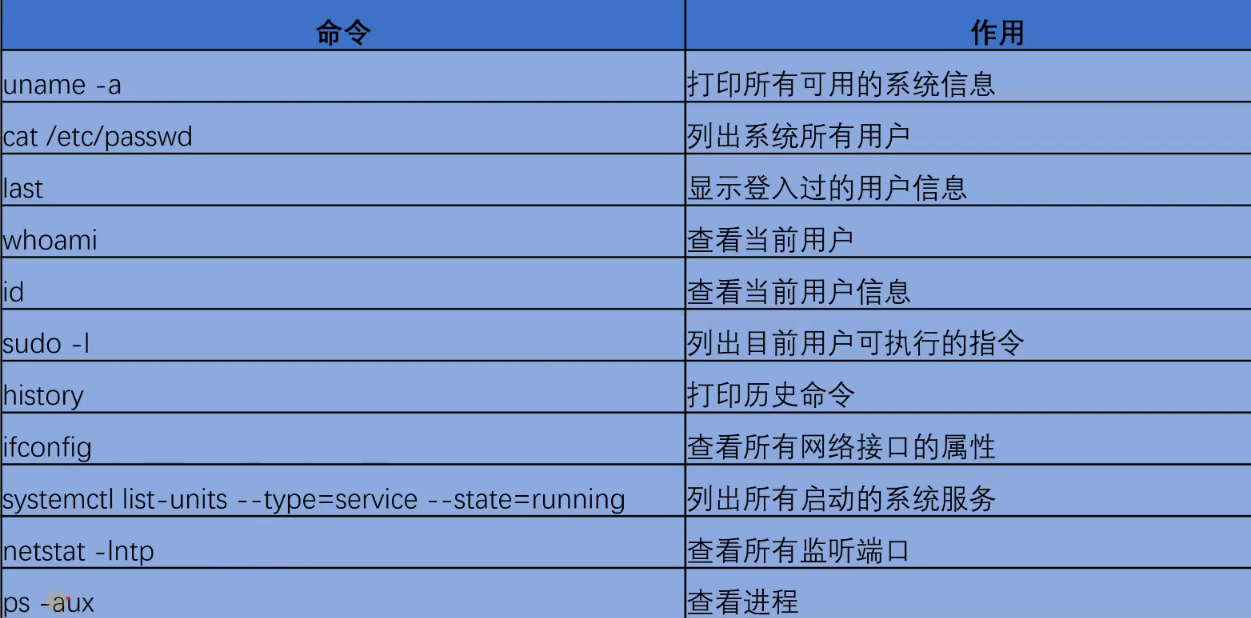 命令 作用
uname -a 打印所有可用的系统信息
cat /etc/passwd 列出系统所有用户
last 显示登入过的用户信息
whoami 查看当前用户
id 查看当前用户信息
sudo -l 列出目前用户可执行的指令
history 打印历史命令
ifconfig 查看所有网络接口的属性
systemctl list-units --type=service --state=running 列出所有启动的系统服务
netstat -lntp 查看所有监听端口
ps -aux 查看进程